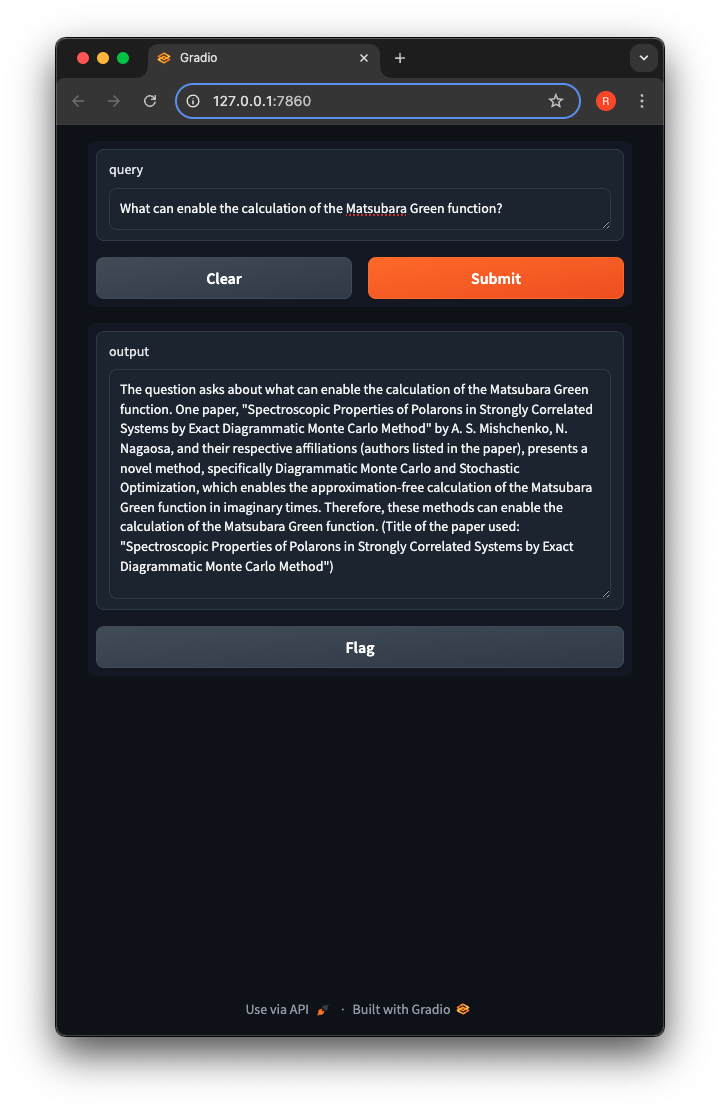 Gradio
127.0.0.1:7860
R
query
What can enable the calculation of the Matsubara Green function?
Clear
Submit
output
The question asks about what can enable the calculation of the Matsubara Green
function. One paper, "Spectroscopic Properties of Polarons in Strongly Correlated
Systems by Exact Diagrammatic Monte Carlo Method" by A. S. Mishchenko, N.
Nagaosa, and their respective affiliations (authors listed in the paper), presents a
novel method, specifically Diagrammatic Monte Carlo and Stochastic
Optimization, which enables the approximation-free calculation of the Matsubara
Green function in imaginary times. Therefore, these methods can enable the
calculation of the Matsubara Green function. (Title of the paper used:
"Spectroscopic Properties of Polarons in Strongly Correlated Systems by Exact
Diagrammatic Monte Carlo Method")
Flag
Use via API · Built with Gradio